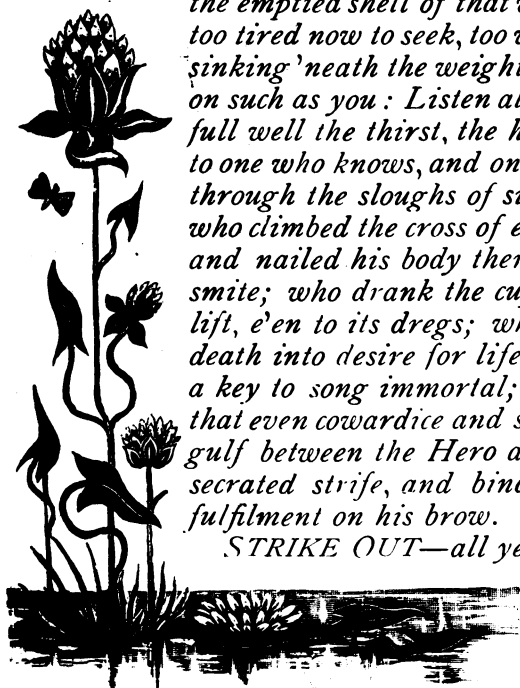 the emptied shell of that
too tired now to seek, too
sinking 'neath the weight
on such as you : Listen al
full well the thirst, the h
to one who knows, and on
through the sloughs of s
who climbed the cross of e
and nailed his body ther
smite; who drank the cu
lift, e'en to its dregs; wh
death into desire for life
a key to song immortal;
that even cowardice and s
gulf between the Hero a
secrated strife, and bind
fulfilment on his brow.
STRIKE OUT—all ye